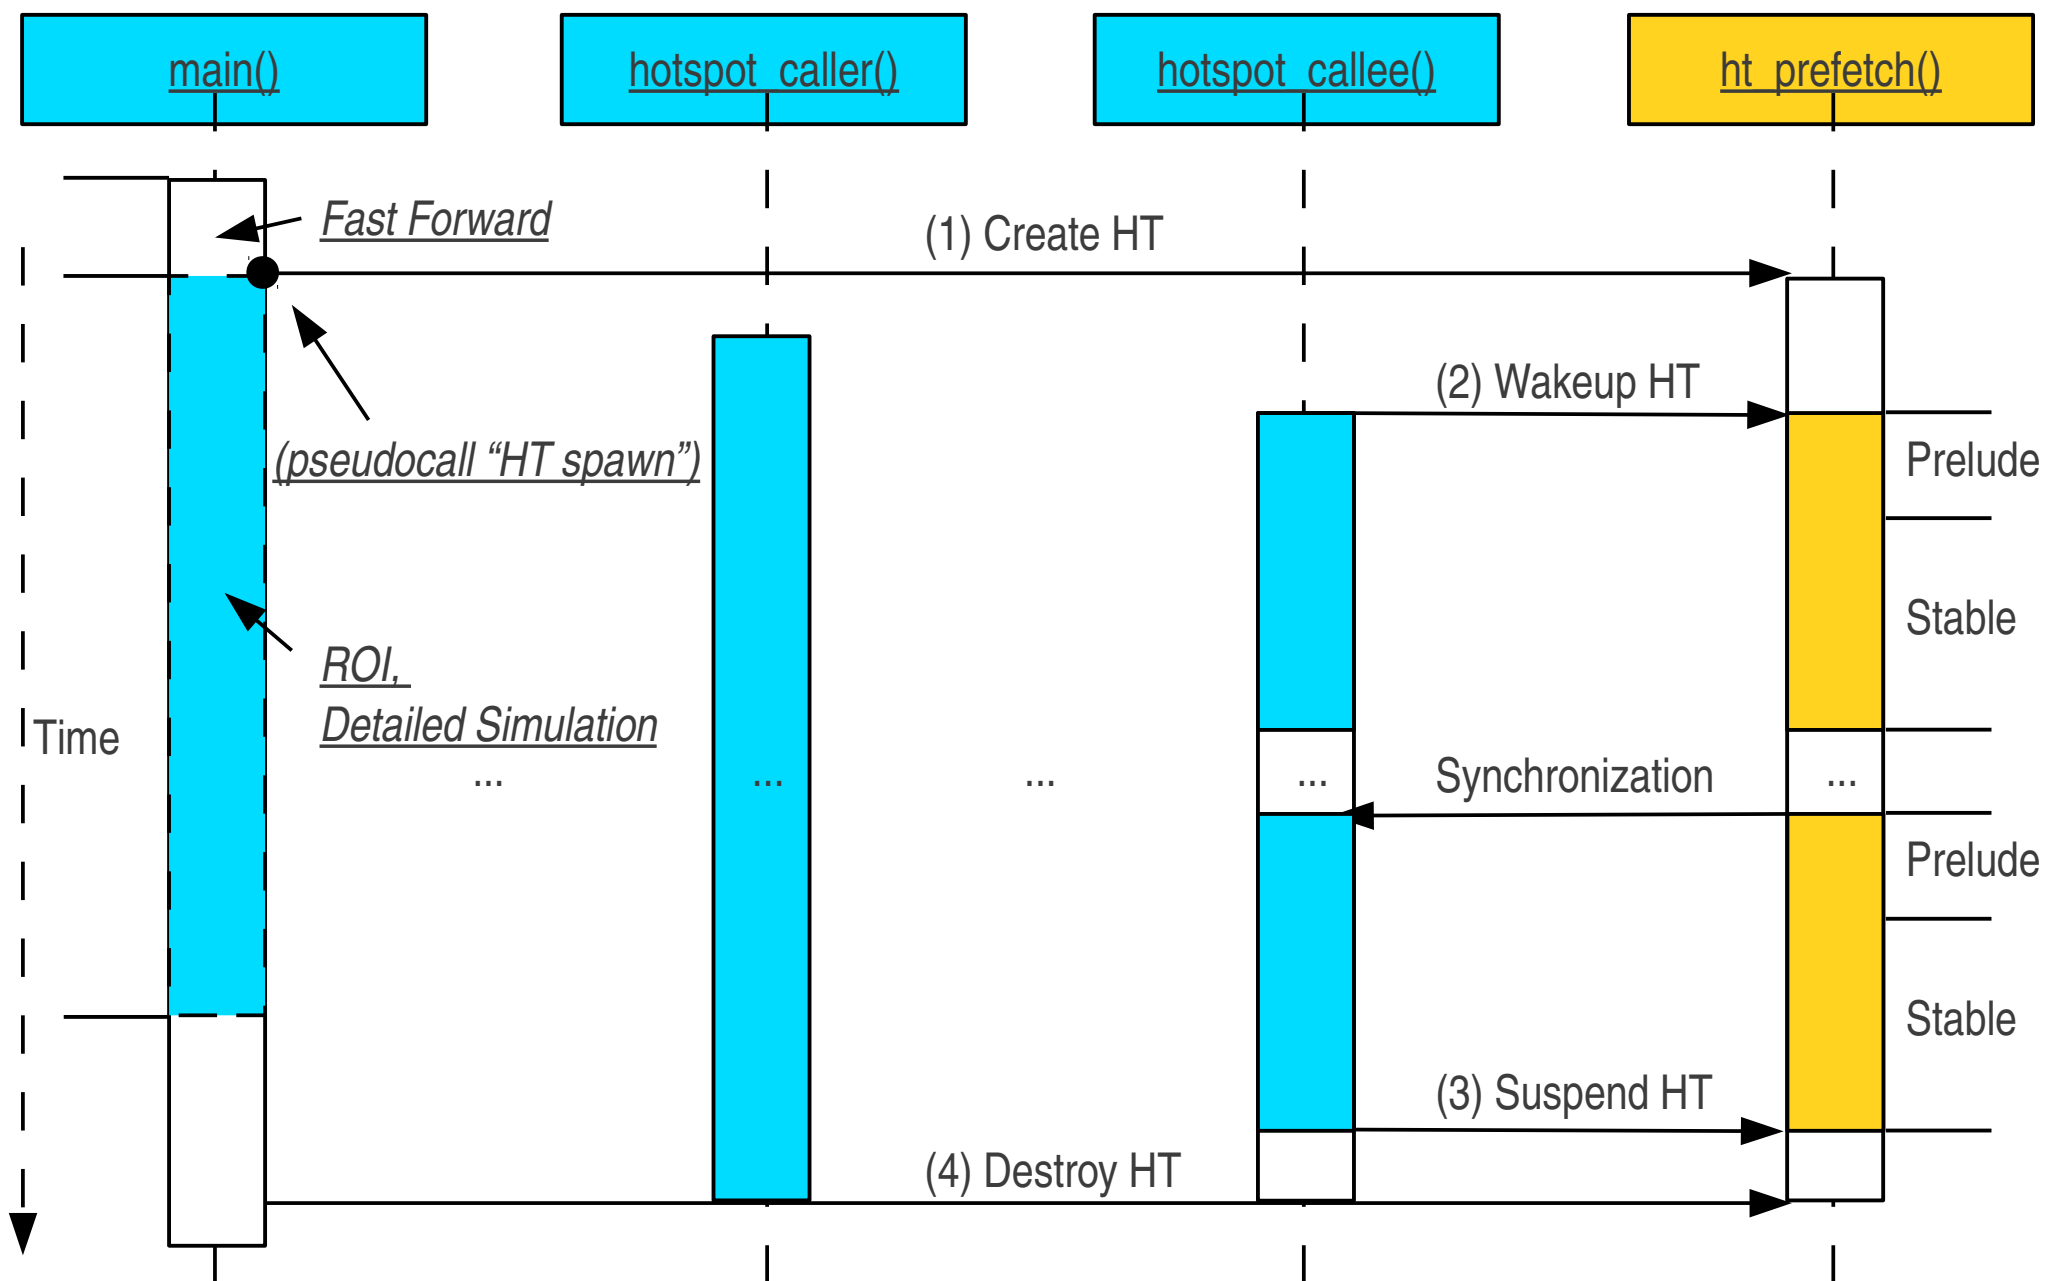 main()
hotspot_caller()
hotspot_callee()
ht_prefetch()
Fast Forward
(1) Create HT
(2) Wakeup HT
(pseudocall “HT spawn”)
Prelude
Stable
ROI,
Detailed Simulation
Time
... ... ... ... ...
Synchronization
Prelude
Stable
(3) Suspend HT
(4) Destroy HT